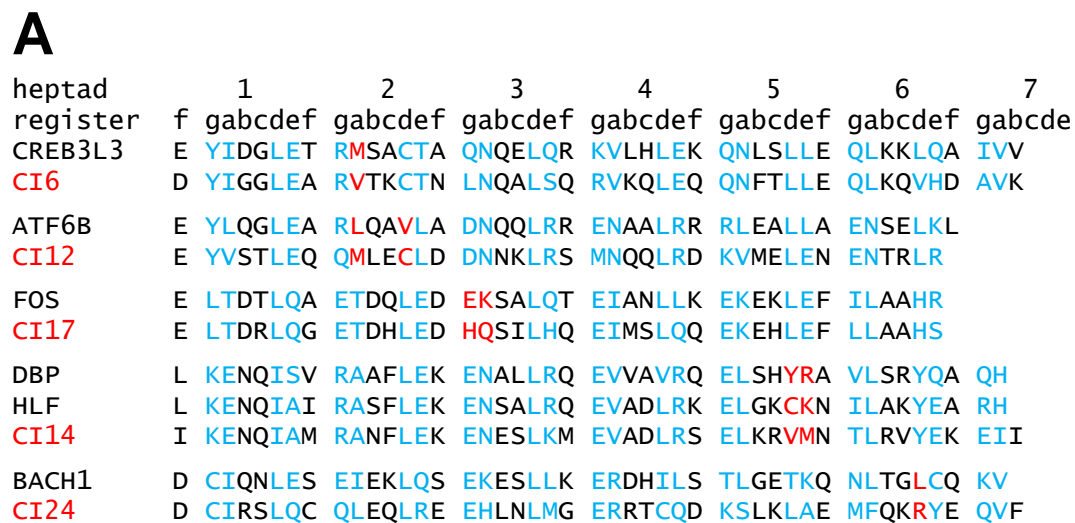 A
heptad 1 2 3 4 5 6 7
register f gabcdef gabcdef gabcdef gabcdef gabcdef gabcdef gabcde
CREB3L3 E YIDGLET RMSACTA QNQELQR KVLHLEK QNLSLLE QLKKLQA IVV
CI6 D YIGGLEA RVTKCTN LNQALSQ RVKQLEQ QNFTLLE QLKQVHD AVK
ATF6B E YLQGLEA RLQAVLA DNQQLRR ENAALRR RLEALLA ENSELKL
CI12 E YVSTLEQ QMLECLD DNNKLRS MNQQLRD KVMELEN ENTRLR
FOS E LTDTLQA ETDQLED EKSALQT EIANLLK EKEKLEF ILAAHR
CI17 E LTDRLQG ETDHLED HQSILHQ EIMSLQQ EKEHLEF LLAAHS
DBP L KENQISV RAAFLEK ENALLRQ EVVAVRQ ELSHYRA VLSRYQA QH
HLF L KENQIAI RASFLEK ENSALRQ EVADLRK ELGKCKN ILAKYEA RH
CI14 I KENQIAM RANFLEK ENESLKM EVADLRS ELKRVMN TLRVYEK EII
BACH1 D CIQNLES EIEKLQS EKESLLK ERDHILS TLGETKQ NLTGLCQ KV
CI24 D CIRSLQC QLEQLRE EHLNLMG ERRTCQD KSLKLAE MFQKRYE QVF